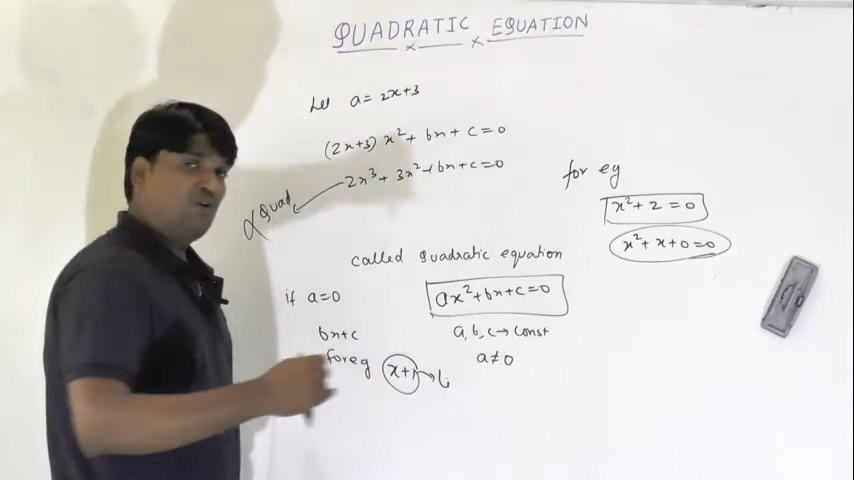 QUADRATIC EQUATION
Let a = 2x+3
(2x+3) x² + bx + c = 0
2x³ + 3x² + bx + c = 0
Quad
for eg
x² + 2 = 0
x² + x + 0 = 0
called Quadratic equation
if a=0
ax² + bx + c = 0
bx+c
a, b, c → Const
for eg
x+1 →
a ≠ 0